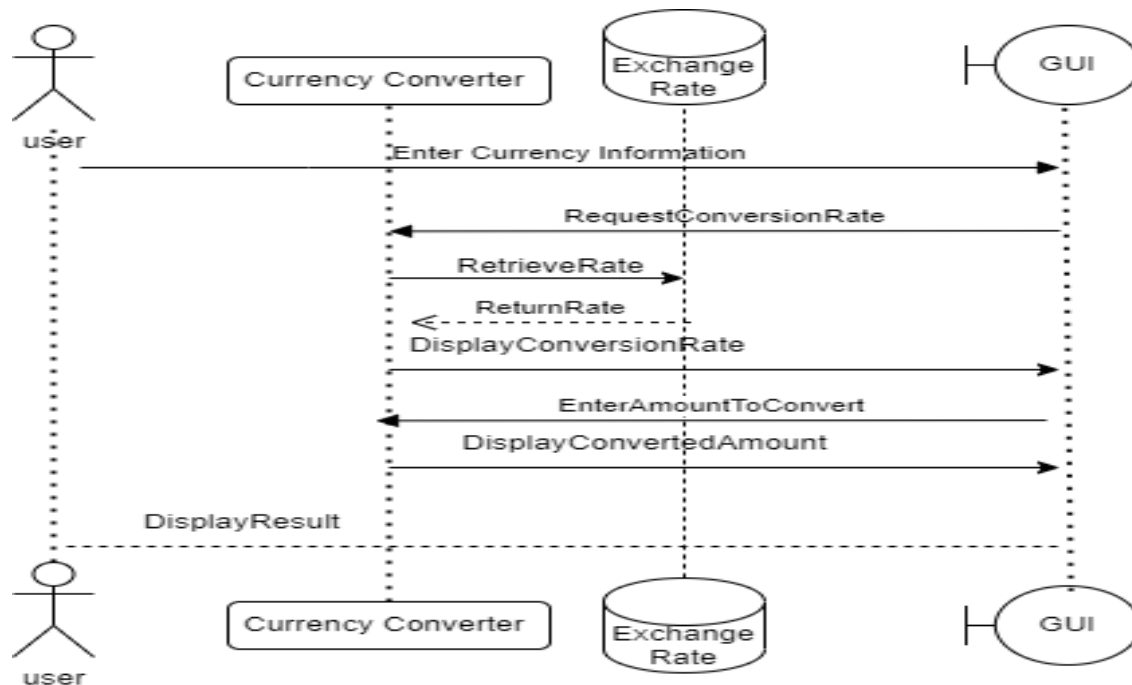 Currency Converter
Exchange
Rate
GUI
user
Enter Currency Information
RequestConversionRate
RetrieveRate
ReturnRate
DisplayConversionRate
EnterAmountToConvert
DisplayConvertedAmount
DisplayResult
Currency Converter
Exchange
Rate
GUI
user